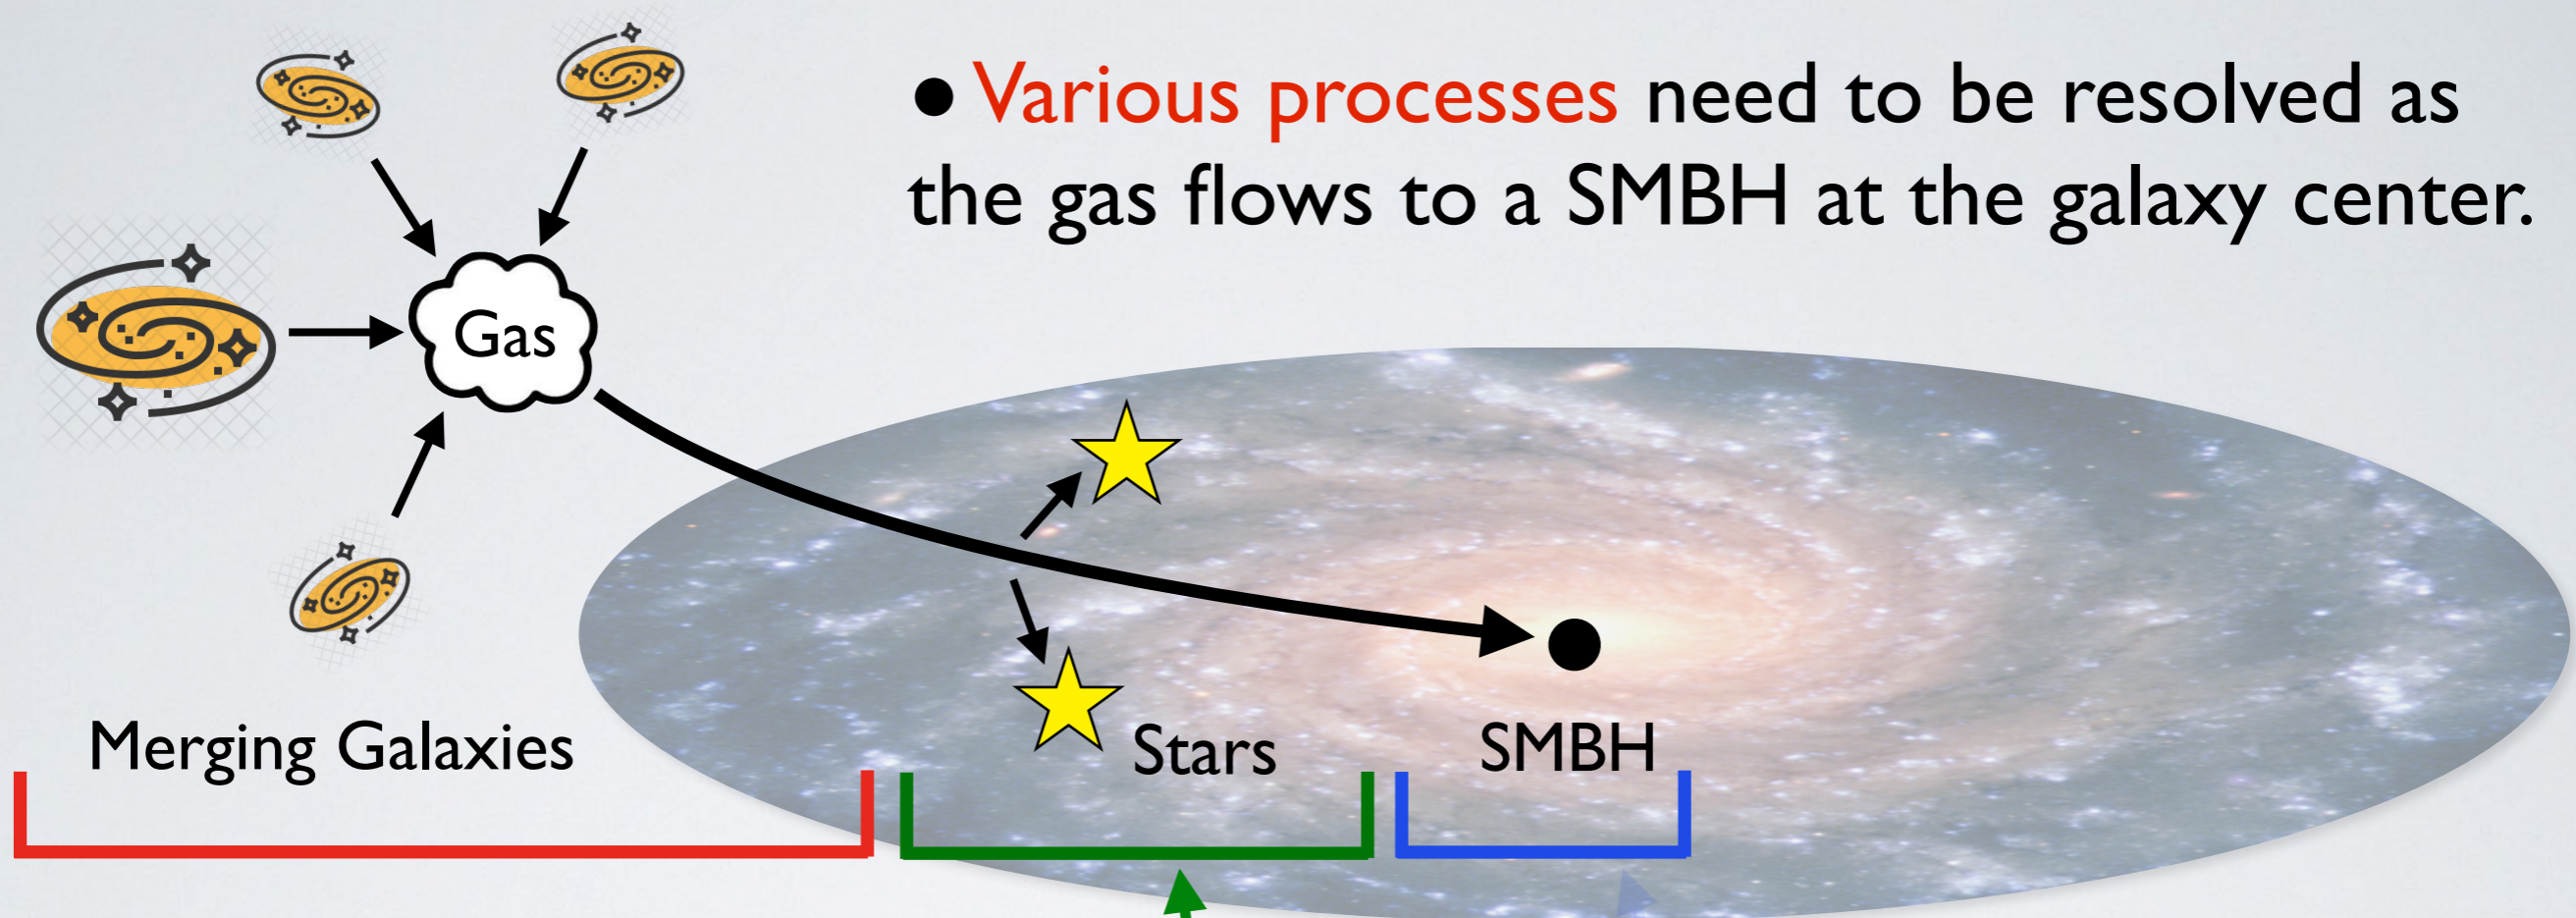 ● Various processes need to be resolved as
the gas flows to a SMBH at the galaxy center.
Gas
Merging Galaxies
Stars
SMBH